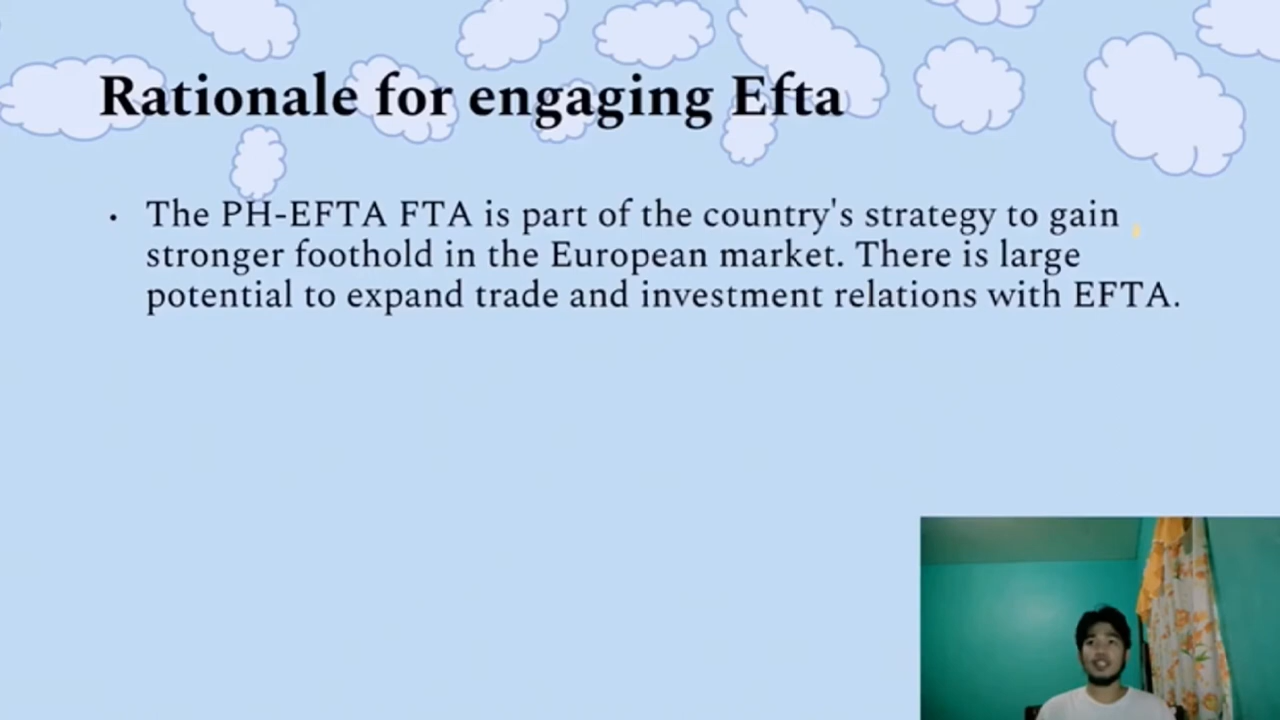 Rationale for engaging Efta
• The PH-EFTA FTA is part of the country's strategy to gain
stronger foothold in the European market. There is large
potential to expand trade and investment relations with EFTA.